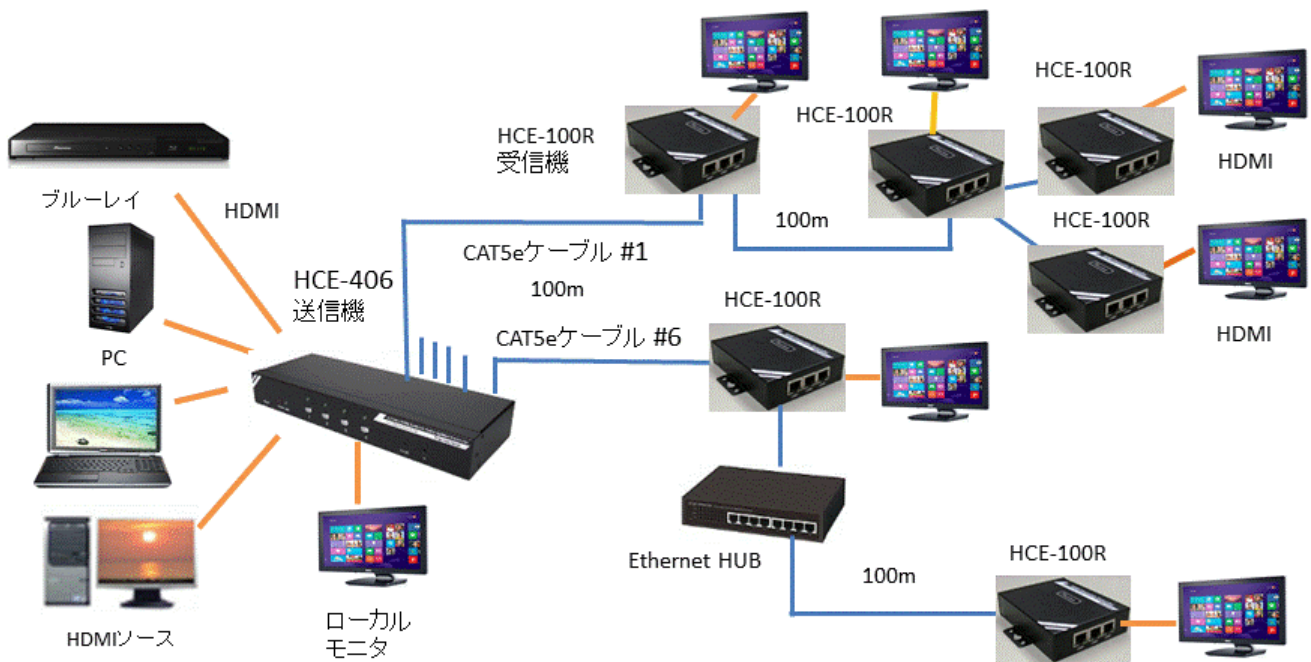 HCE-100R
HCE-100R
HCE-100R
受信機
HDMI
ブルーレイ
HDMI
HCE-100R
100m
CAT5eケーブル #1
HCE-406
送信機
100m
HCE-100R
HDMI
CAT5eケーブル #6
PC
Ethernet HUB
HCE-100R
100m
ローカル
モニタ
HDMIソース